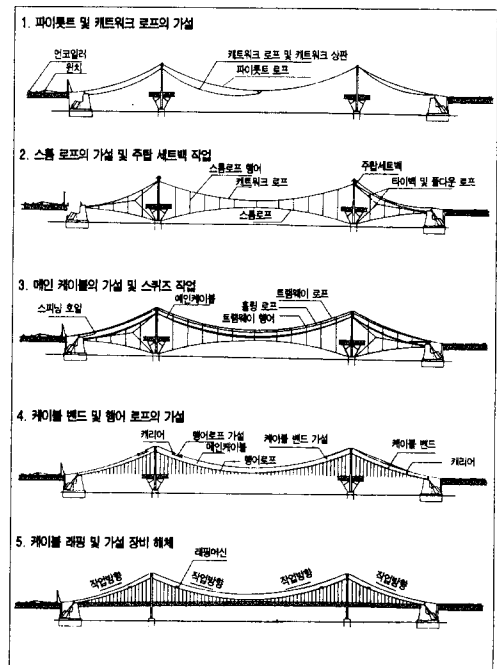 1. 파이롯트 및 캐트워크 로프의 가설
언코일러
윈치
캐트워크 로프 및 캐트워크 상판
파이롯트 로프
2. 스톰 로프의 가설 및 주탑 세트백 작업
스톰로프 행어
캐트워크 로프
스톰로프
주탑세트백
타이백 및 풀다운 로프
3. 메인 케이블의 가설 및 스퀴즈 작업
스피닝 호일
메인케이블
트램웨이 로프
홀링 로프
트램웨이 행어
4. 케이블 밴드 및 행어 로프의 가설
캐리어
행어로프 가설
메인케이블
행어로프
케이블 밴드 가설
케이블 밴드
캐리어
5. 케이블 래핑 및 가설 장비 해체
래핑머신
작업방향
작업방향
작업방향
작업방향